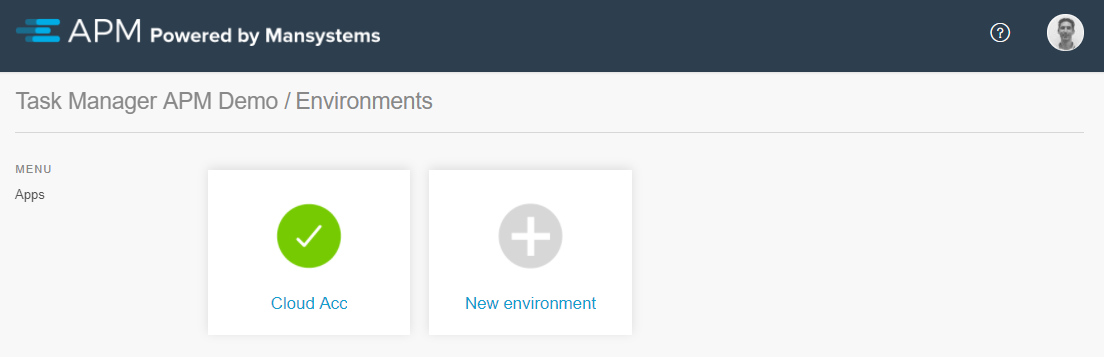 APM Powered by Mansystems
?
Task Manager APM Demo / Environments
MENU
Apps
Cloud Acc
New environment